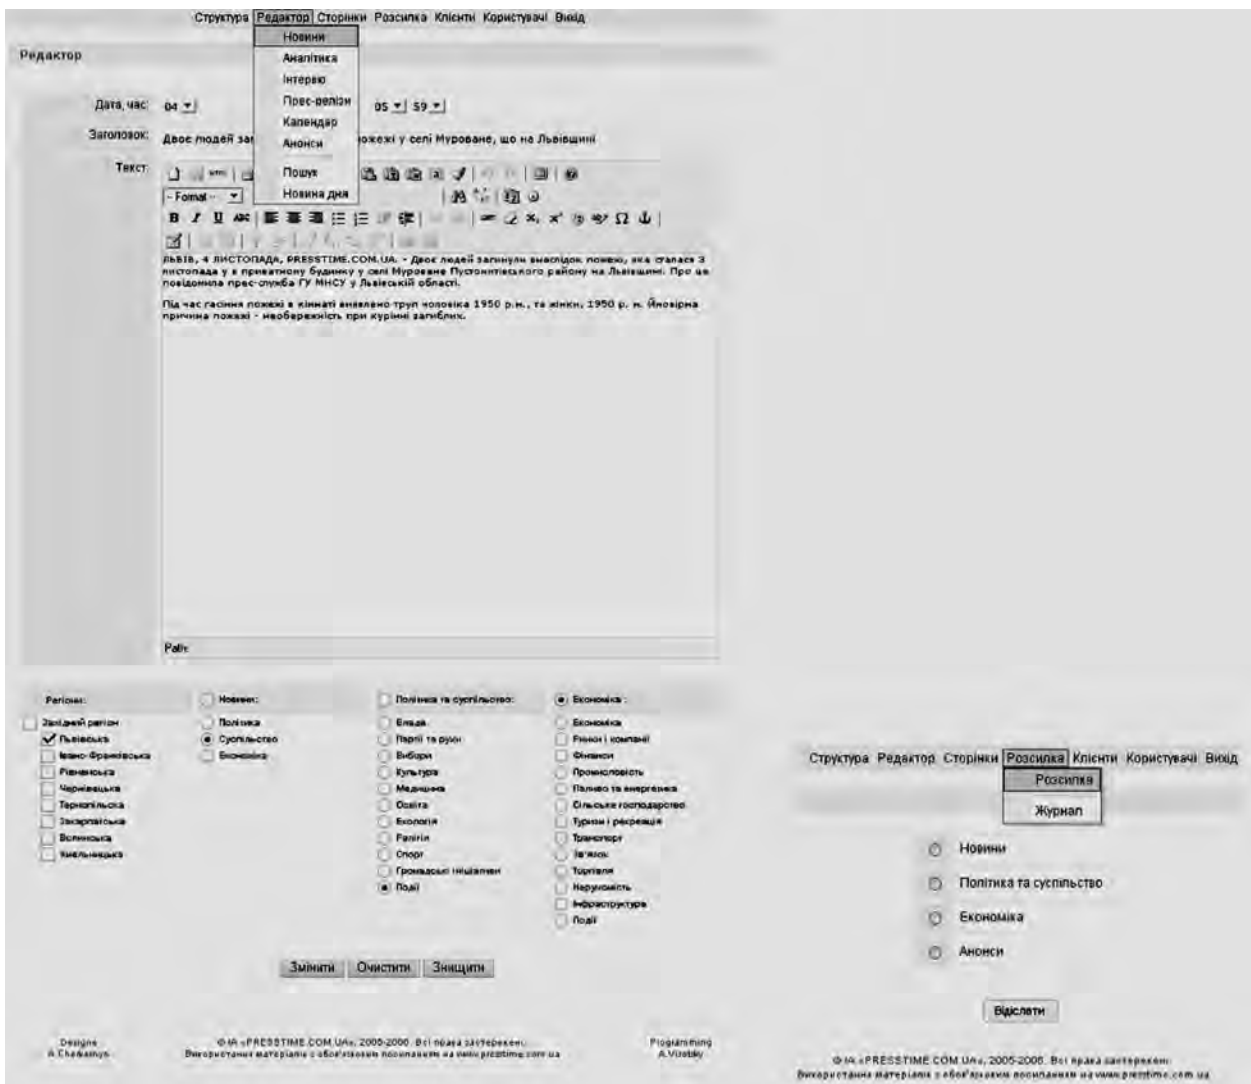 Структура Редактор Сторінки Розсилка Клієнти Користувачі Вихід
Новини
Редактор
Аналітика
Інтервю
Прес-релізи
Календар
Анонси
Пошук
Новина дня
Дата, час: 04 05 59
Заголовок: Двоє людей заг ожежі у селі Муроване, що на Львівщині
Текст
HTML
-- Format --
B I U ABC
ЛЬВІВ, 4 ЛИСТОПАДА, PRESSTIME.COM.UA. - Двоє людей загинули внаслідок пожежі, яка сталася 3
листопада у в приватному будинку у селі Муроване Пустомитівського району на Львівщині. Про це
повідомила прес-служба ГУ МНСУ у Львівській області.
Під час гасіння пожежі в кімнаті виявлено труп чоловіка 1950 р.н., та жінки, 1950 р. н. Ймовірна
причина пожежі - необережність при курінні загиблих.
Path:
Регіони: Новини: Політика та суспільство: Економіка :
Західний регіон Політика Влада Економіка
Львівська Суспільство Партії та рухи Ринки і компанії
Івано-Франківська Економіка Вибори Фінанси
Рівненська Культура Промисловість
Чернівецька Медицина Паливо та енергетика
Тернопільска Освіта Сільське господарство
Закарпатська Екологія Туризм і рекреація
Волинська Релігія Транспорт
Хмельницька Спорт Зв'язок
Громадські ініціативи Торгівля
Події Нерухомість
Інфраструктура
Події
Змінити Очистити Знищити
Designe
© ІА «PRESSTIME.COM.UA», 2005-2006. Всі права застережені.
Використання матеріалів з обов'язковим посиланням на www.presstime.com.ua
Programming
Структура Редактор Сторінки Розсилка Клієнти Користувачі Вихід
Розсилка
Журнал
Новини
Політика та суспільство
Економіка
Анонси
Відіслати
© ІА «PRESSTIME.COM.UA», 2005-2006. Всі права застережені.
Використання матеріалів з обов'язковим посиланням на www.presstime.com.ua